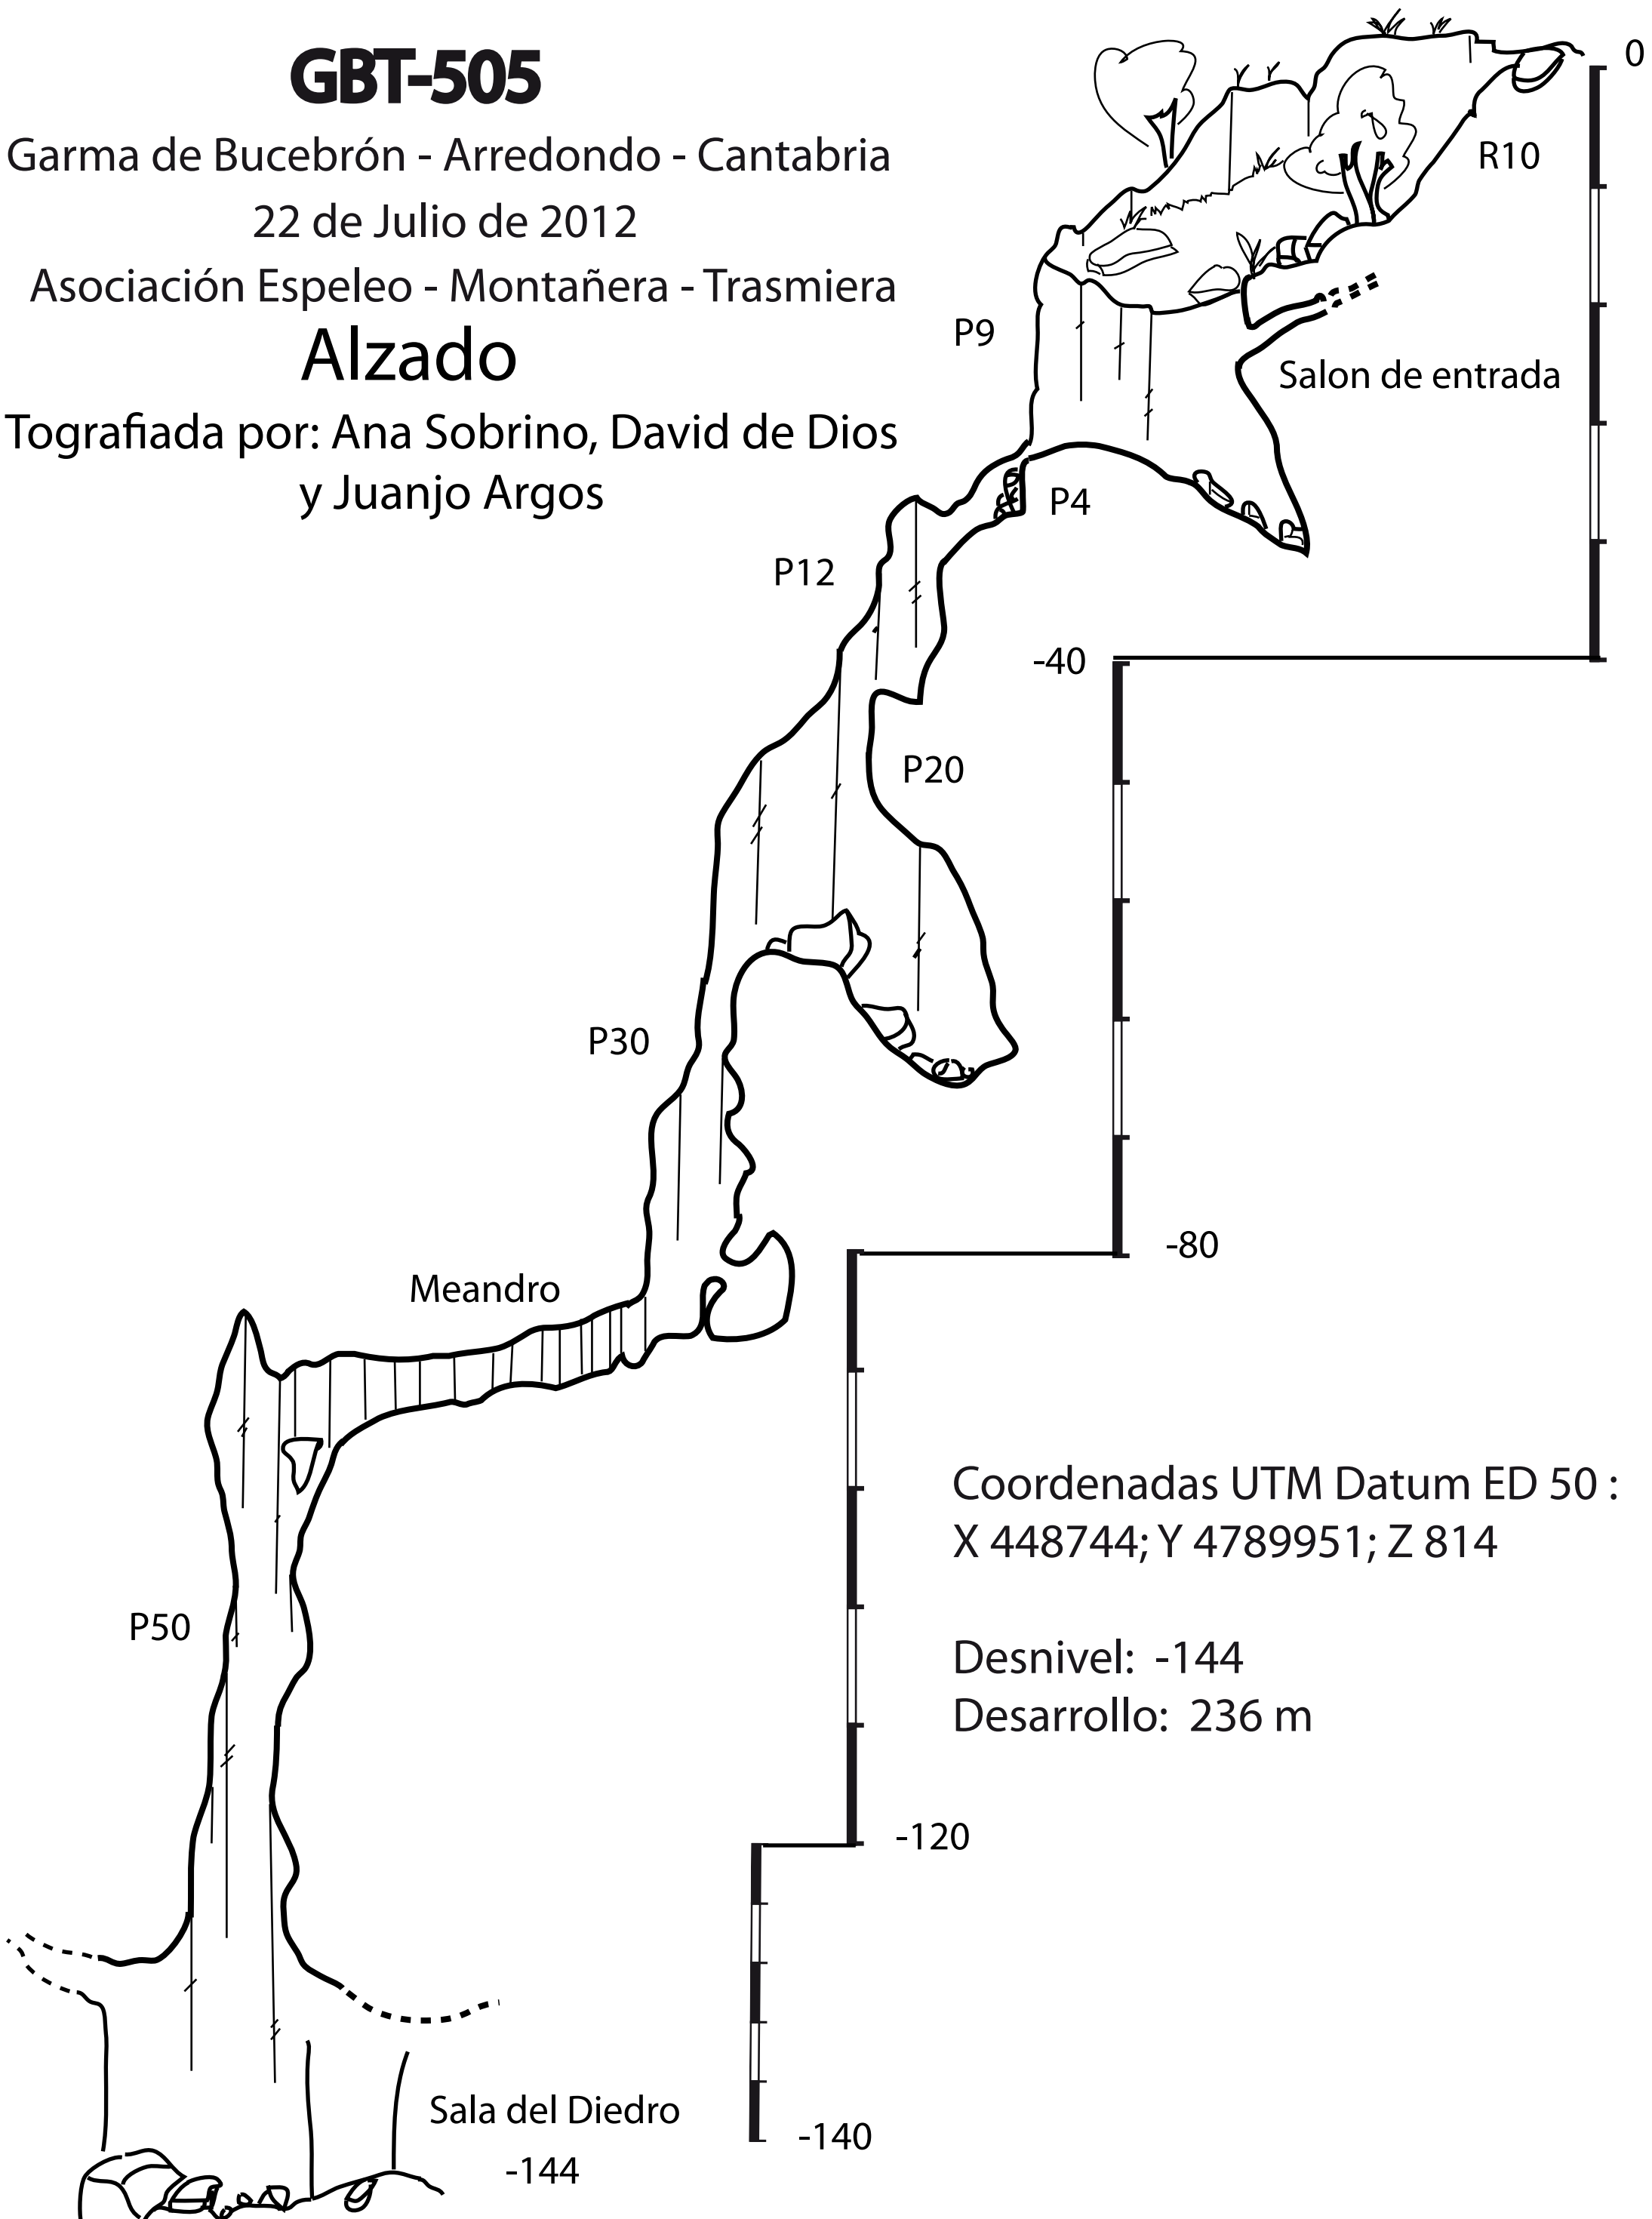 GBT-505
Garma de Bucebrón - Arredondo - Cantabria
22 de Julio de 2012
Asociación Espeleo - Montañera - Trasmiera
Alzado
Tografiada por: Ana Sobrino, David de Dios
y Juanjo Argos
0
R10
P9
Salon de entrada
P4
P12
-40
P20
P30
-80
Meandro
Coordenadas UTM Datum ED 50 :
X 448744; Y 4789951; Z 814
P50
Desnivel: -144
Desarrollo: 236 m
-120
Sala del Diedro
-140
-144